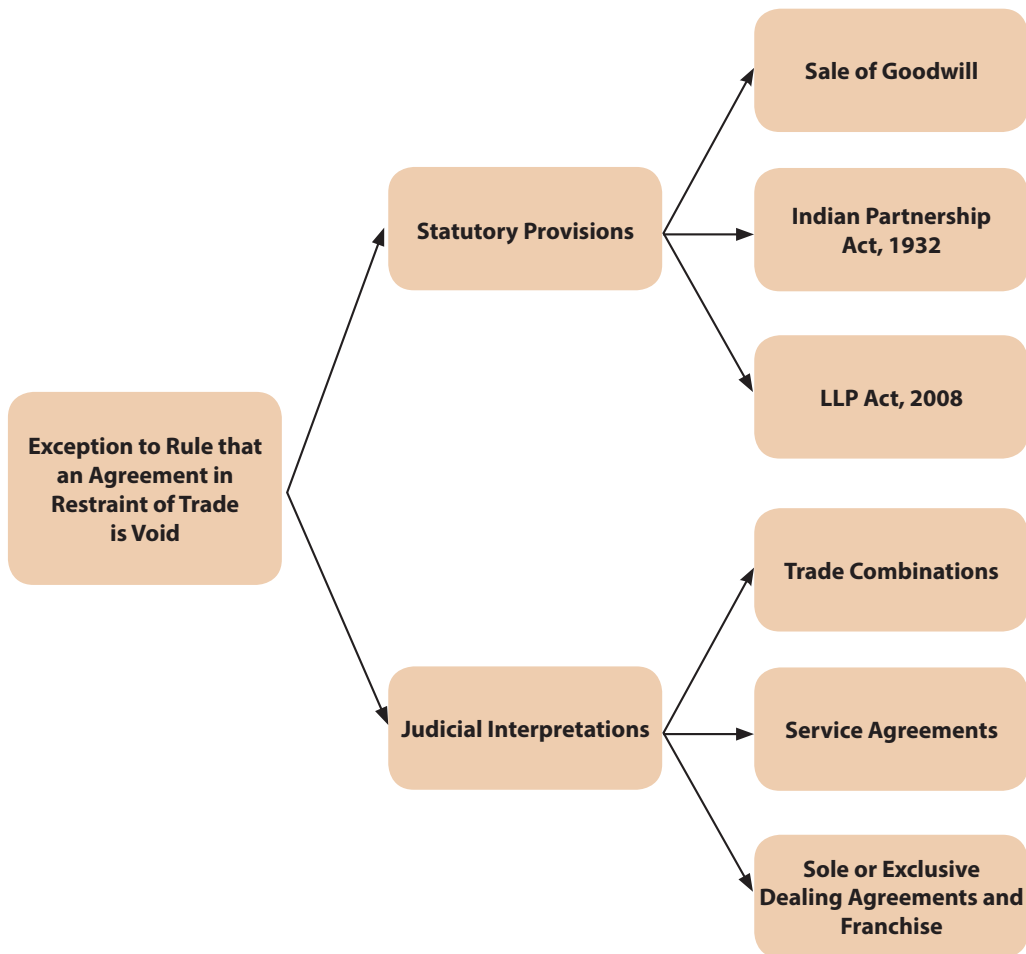 Exception to Rule that
an Agreement in
Restraint of Trade
is Void
Statutory Provisions
Sale of Goodwill
Indian Partnership
Act, 1932
LLP Act, 2008
Judicial Interpretations
Trade Combinations
Service Agreements
Sole or Exclusive
Dealing Agreements and
Franchise